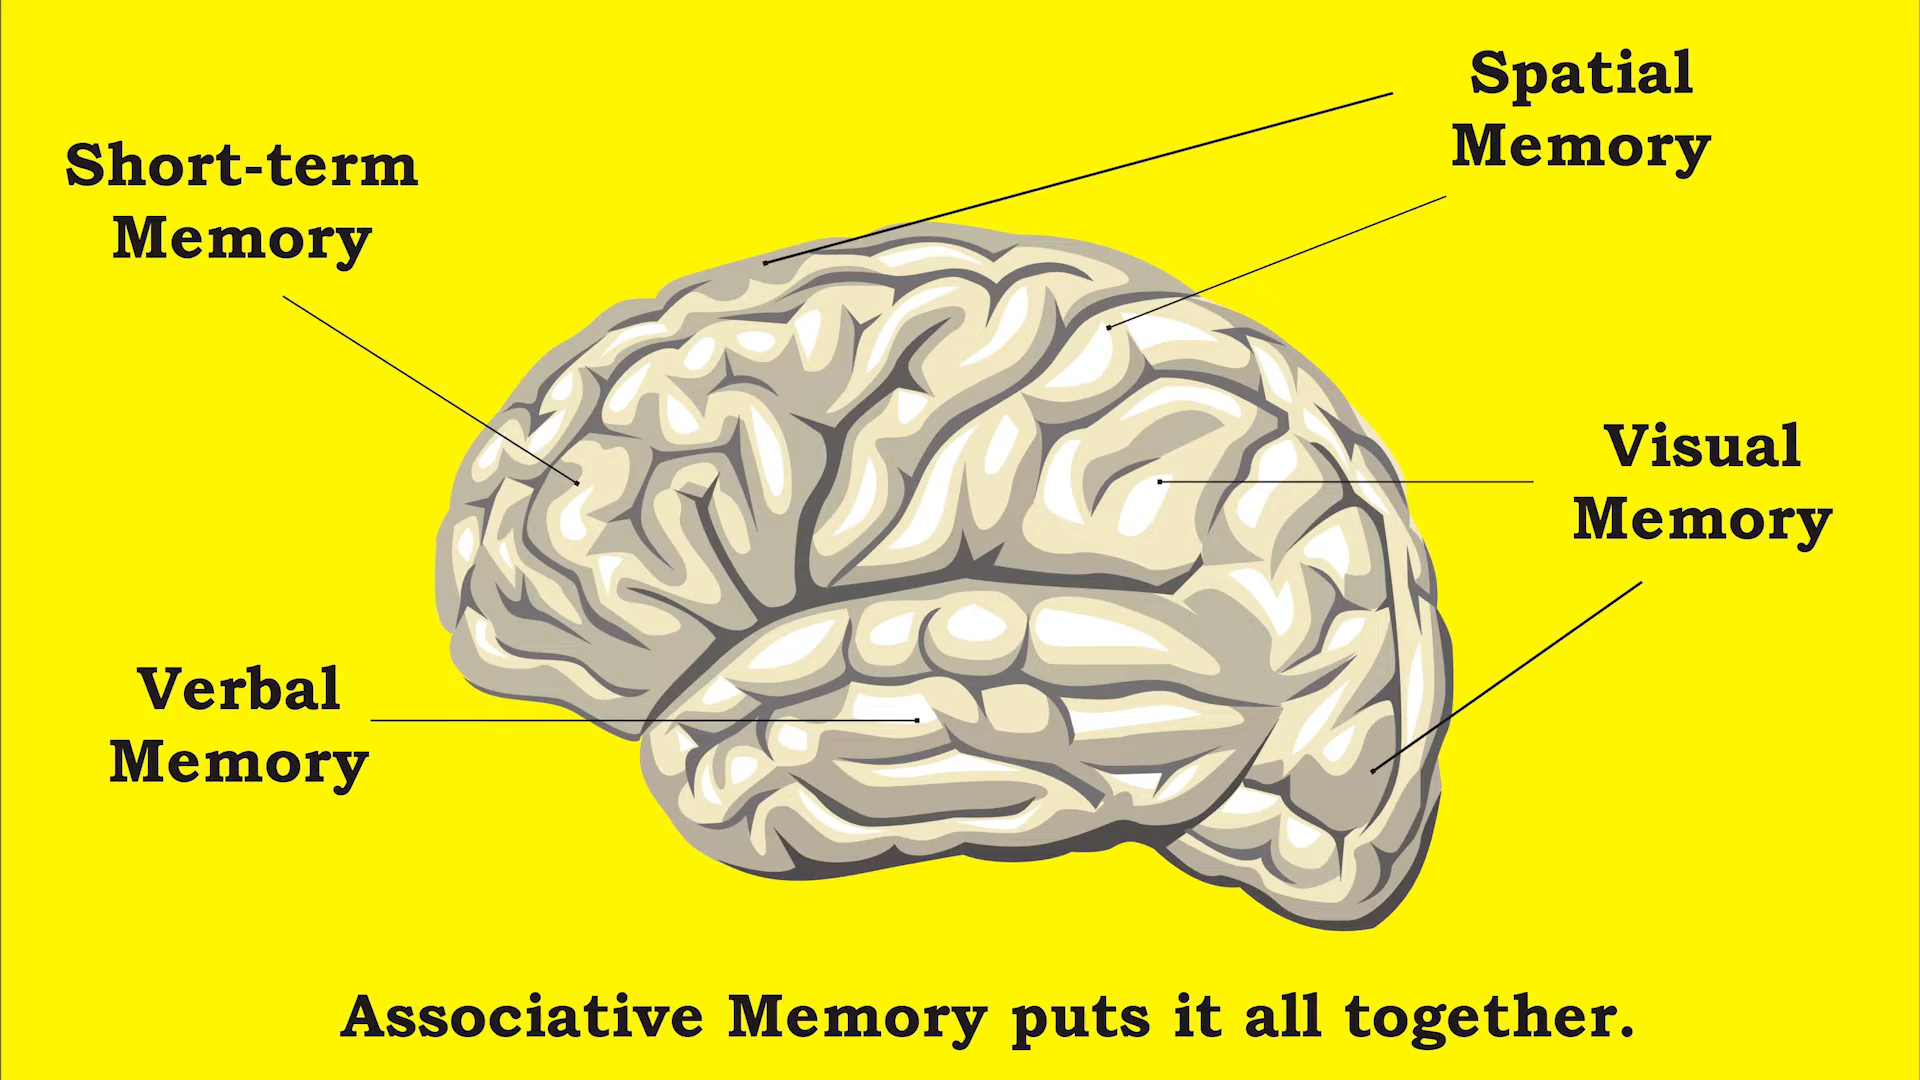 Spatial
Memory
Short-term
Memory
Visual
Memory
Verbal
Memory
Associative Memory puts it all together.